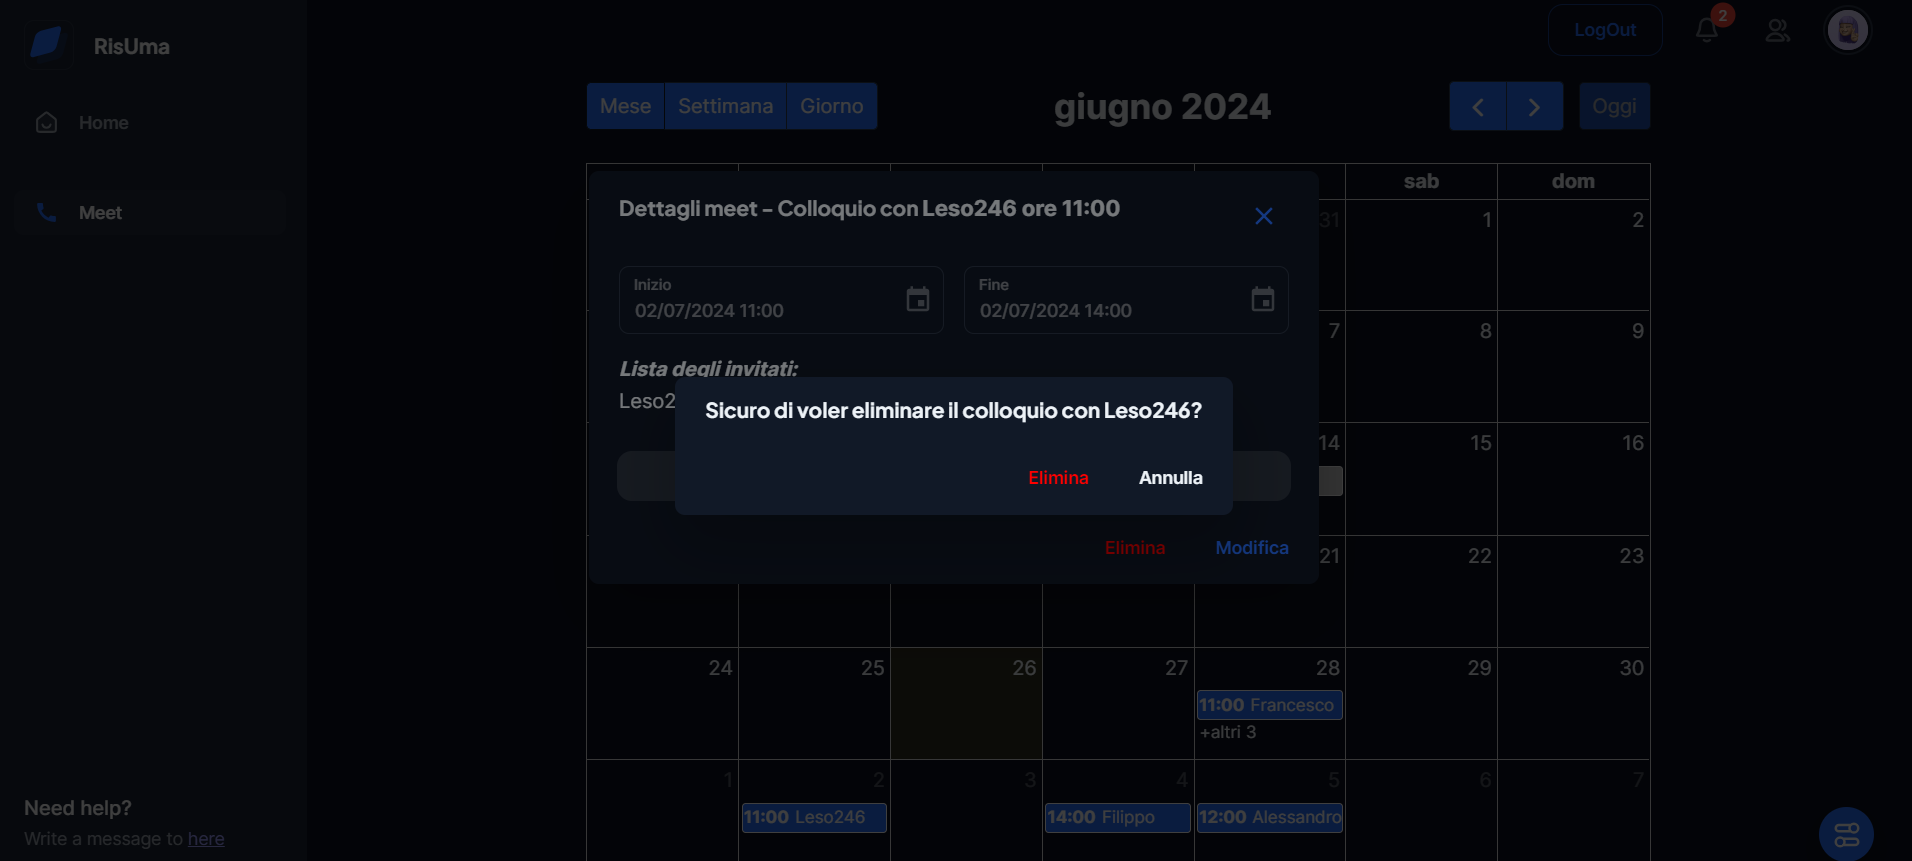 RisUma
LogOut
2
Home
Meet
Mese Settimana Giorno
giugno 2024
Oggi
sab dom
Dettagli meet – Colloquio con Leso246 ore 11:00
31 1 2
Inizio
02/07/2024 11:00
Fine
02/07/2024 14:00
7 8 9
Lista degli invitati:
Leso2
Sicuro di voler eliminare il colloquio con Leso246?
Elimina Annulla
14 15 16
Elimina Modifica
21 22 23
24 25 26 27 28 29 30
11:00 Francesco
+altri 3
1 2 3 4 5 6 7
11:00 Leso246
14:00 Filippo
12:00 Alessandro
Need help?
Write a message to here